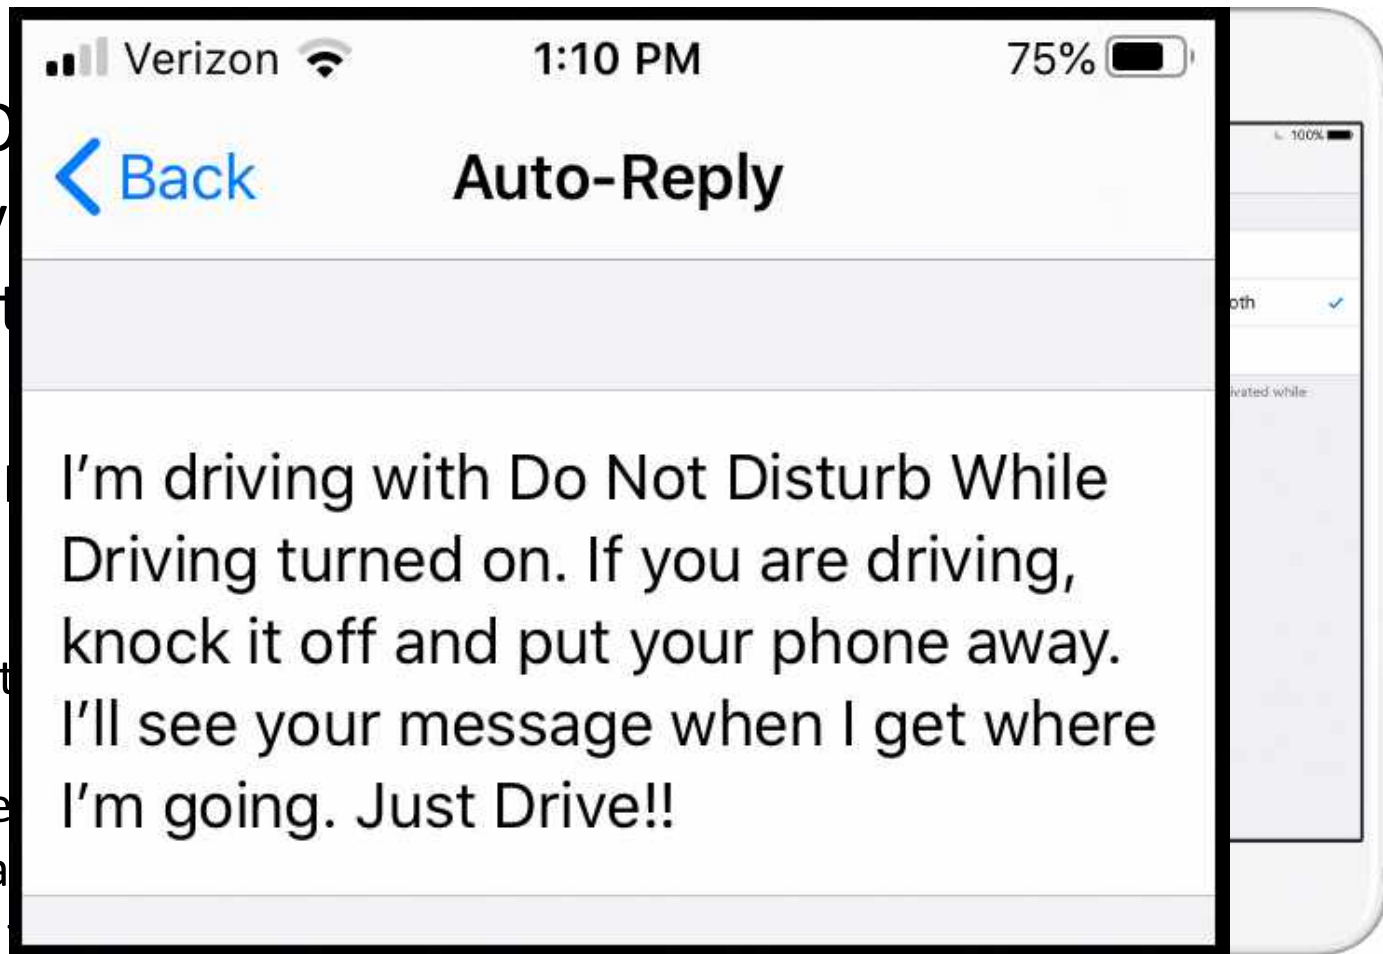 Verizon 1:10 PM 75%
Back Auto-Reply
I’m driving with Do Not Disturb While
Driving turned on. If you are driving,
knock it off and put your phone away.
I’ll see your message when I get where
I’m going. Just Drive!!
100%
while